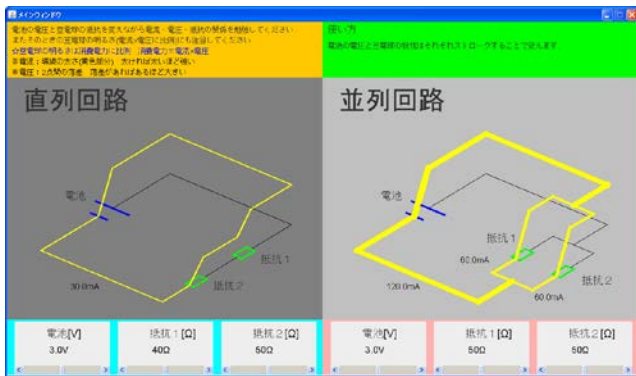 メインウィンドウ
電池の電圧と豆電球の抵抗を変えながら電流・電圧・抵抗の関係を勉強してください
またそのときの豆電球の明るさ(電流×電圧に比例)にも注目してください
☆豆電球の明るさは消費電力に比例 消費電力=電流×電圧
※電流:導線の太さ(黄色部分) 太ければ太いほど強い
※電圧:2点間の落差 落差があればあるほど大きい
使い方
電池の電圧と豆電球の抵抗はそれぞれストロークすることで変えます
直列回路
電池
抵抗1
抵抗2
30.0mA
並列回路
電池
抵抗1
60.0mA
抵抗2
120.0mA
60.0mA
電池[V]
3.0V
抵抗1[Ω]
40Ω
抵抗2[Ω]
50Ω
電池[V]
3.0V
抵抗1[Ω]
50Ω
抵抗2[Ω]
50Ω